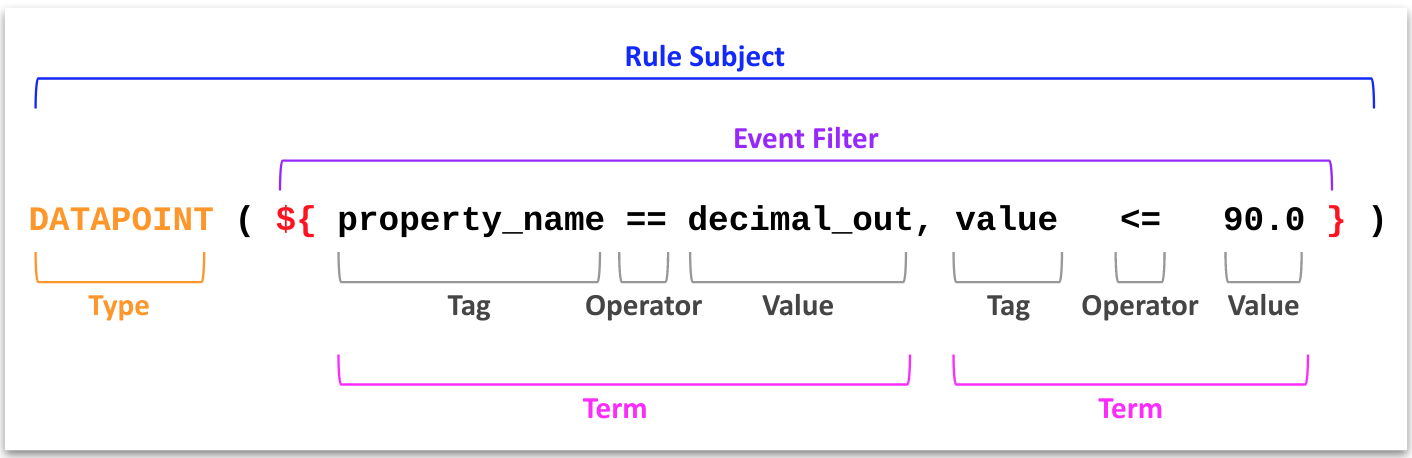 Rule Subject
Event Filter
DATAPOINT ( ${ property_name == decimal_out, value <= 90.0 } )
Type Tag Operator Value Tag Operator Value
Term Term